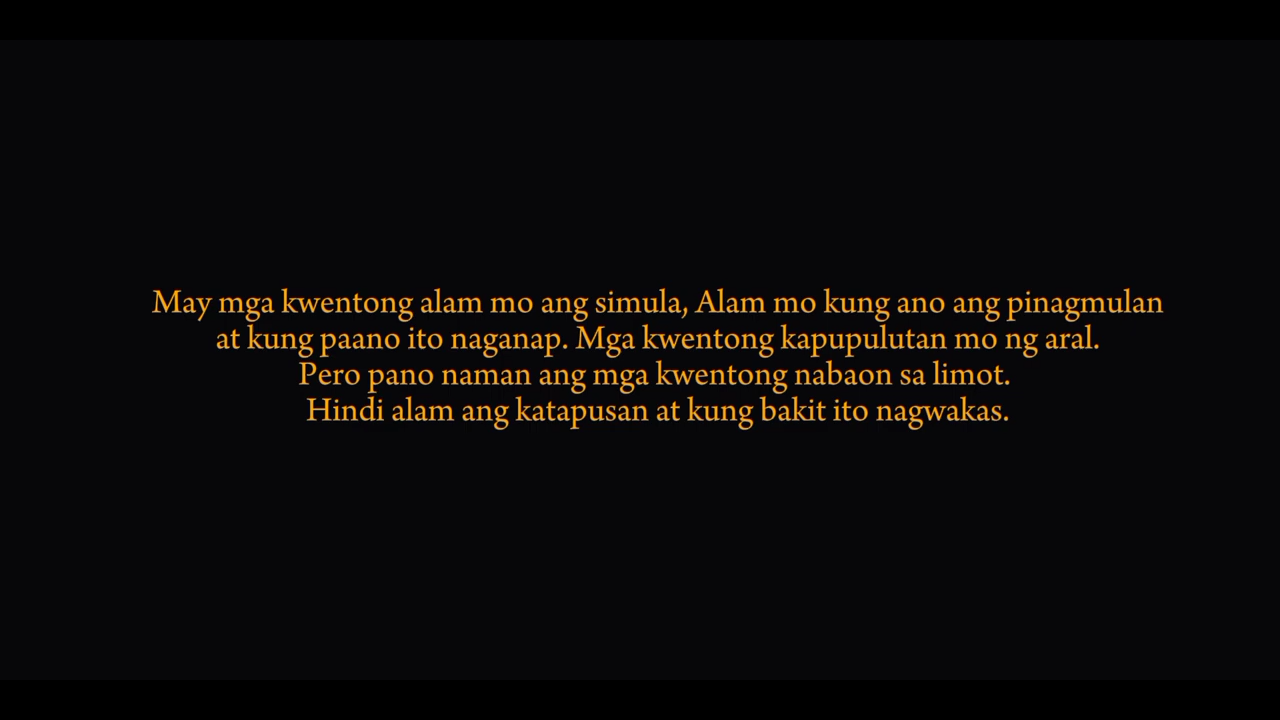 May mga kwentong alam mo ang simula, Alam mo kung ano ang pinagmulan
at kung paano ito naganap. Mga kwentong kapupulutan mo ng aral.
Pero pano naman ang mga kwentong nabaon sa limot.
Hindi alam ang katapusan at kung bakit ito nagwakas.